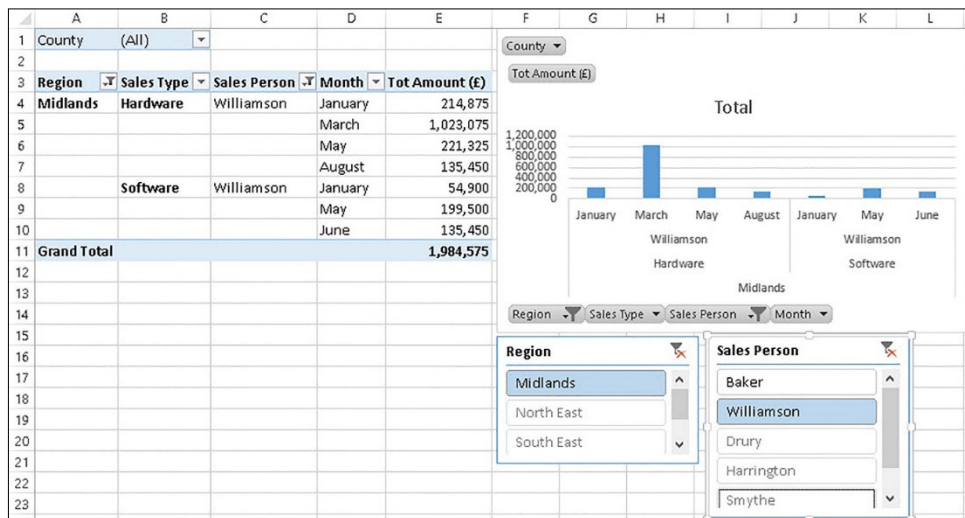 A B C D E F G H I J K L
1 County (All)
2
3 Region Sales Type Sales Person Month Tot Amount (£)
4 Midlands Hardware Williamson January 214,875
5 March 1,023,075
6 May 221,325
7 August 135,450
8 Software Williamson January 54,900
9 May 199,500
10 June 135,450
11 Grand Total 1,984,575
12
13
14
15
16
17
18
19
20
21
22
23
County
Tot Amount (£)
Total
1,200,000
1,000,000
800,000
600,000
400,000
200,000
0
January March May August January May June
Williamson Williamson
Hardware Software
Midlands
Region Sales Type Sales Person Month
Region
Midlands
North East
South East
Sales Person
Baker
Williamson
Drury
Harrington
Smythe